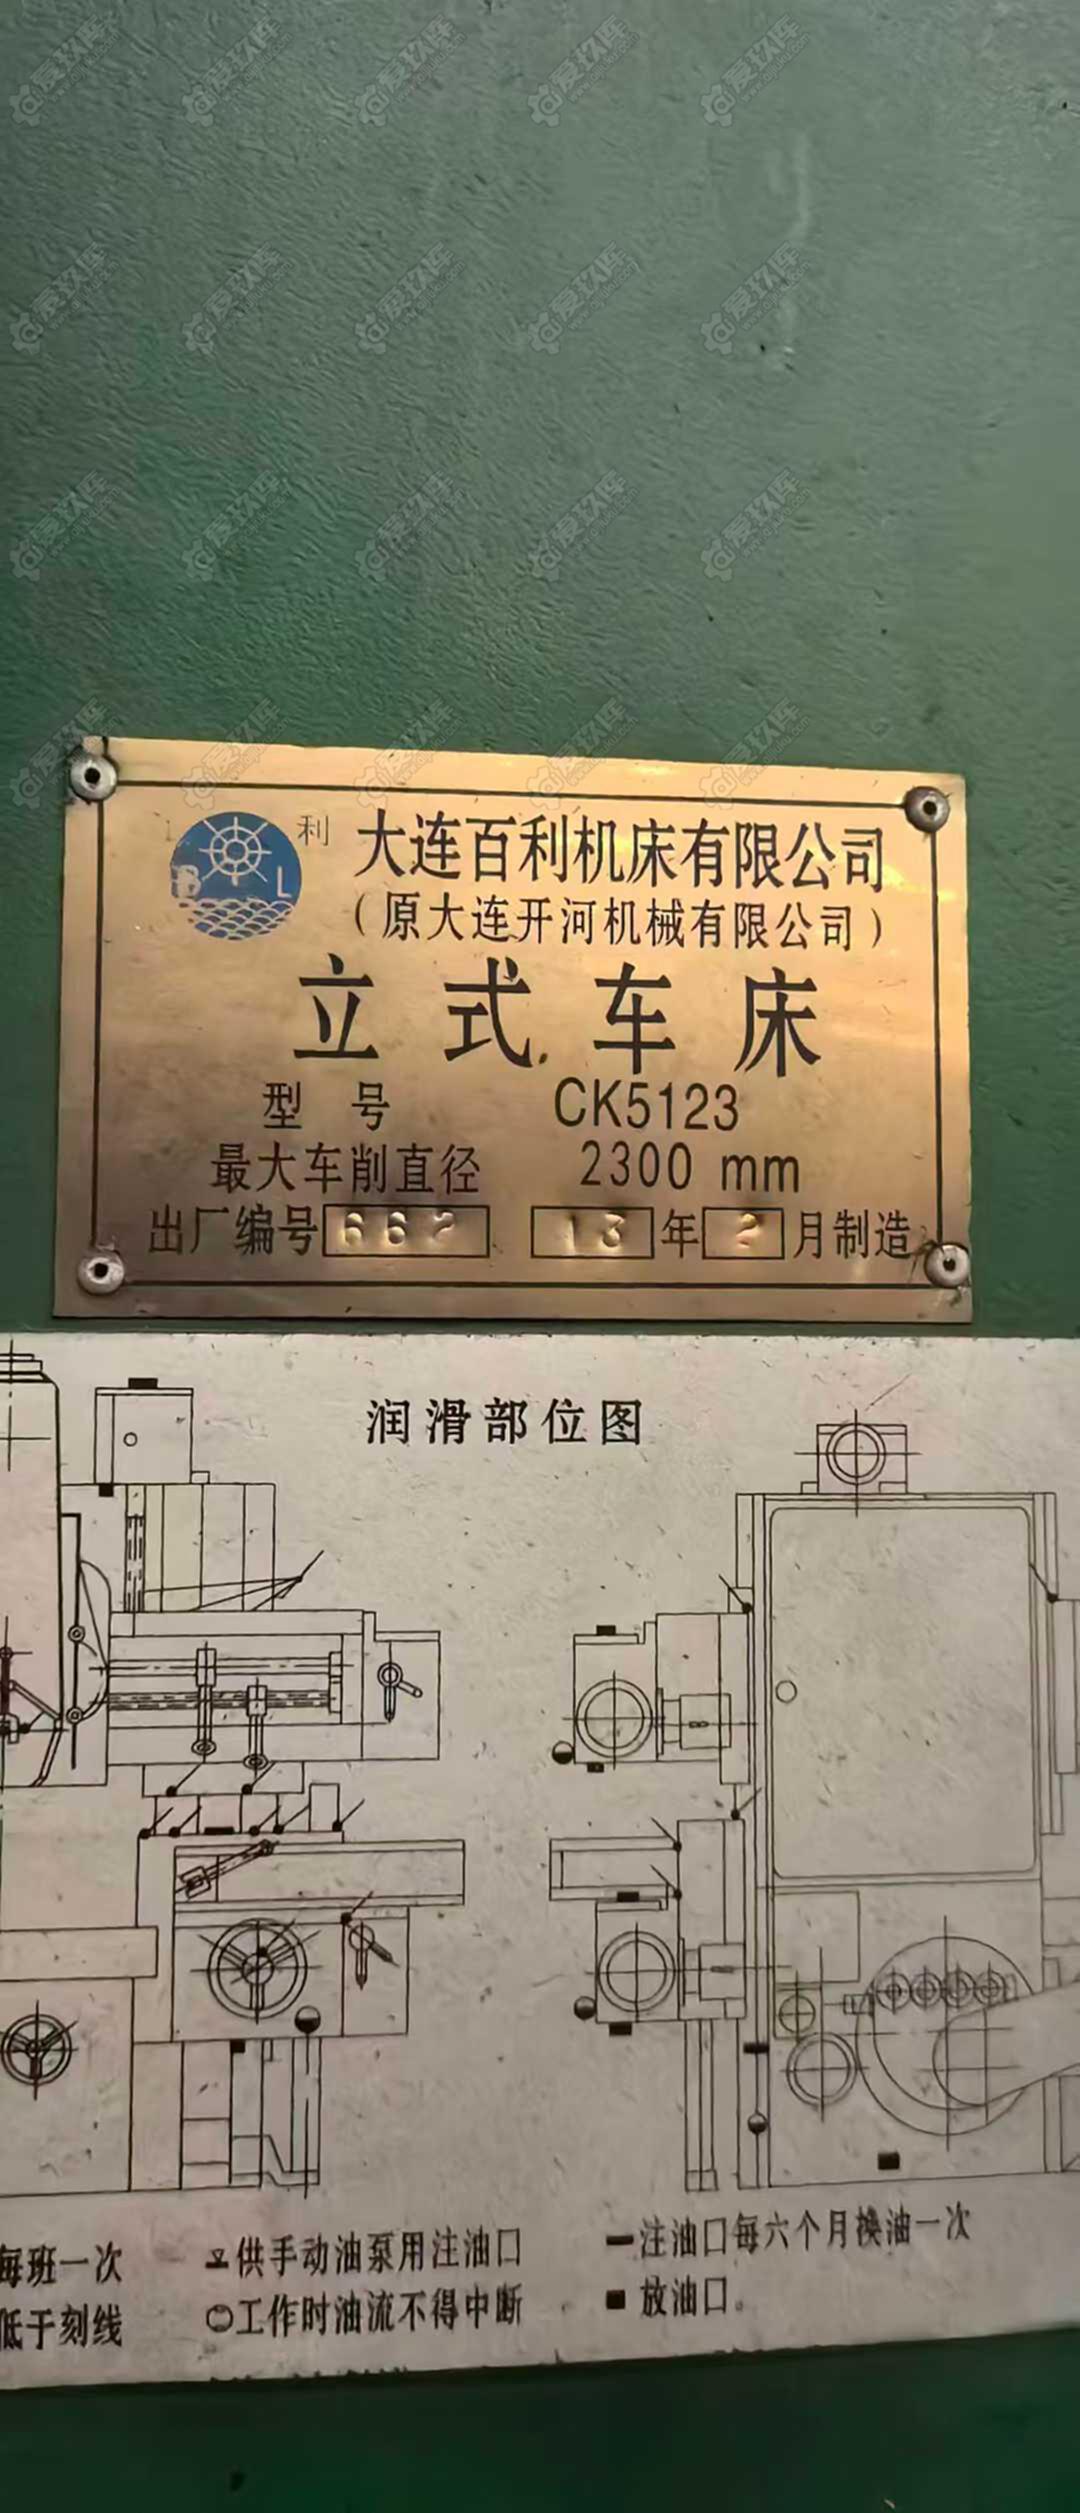 利 大连百利机床有限公司
B L
（原大连开河机械有限公司）
立式车床
型号 CK5123
最大车削直径 2300 mm
出厂编号 662 13 年 2 月制造
润滑部位图
每班一次 供手动油泵用注油口 注油口每六个月换油一次
低于刻线 工作时油流不得中断 放油口。
爱玖库